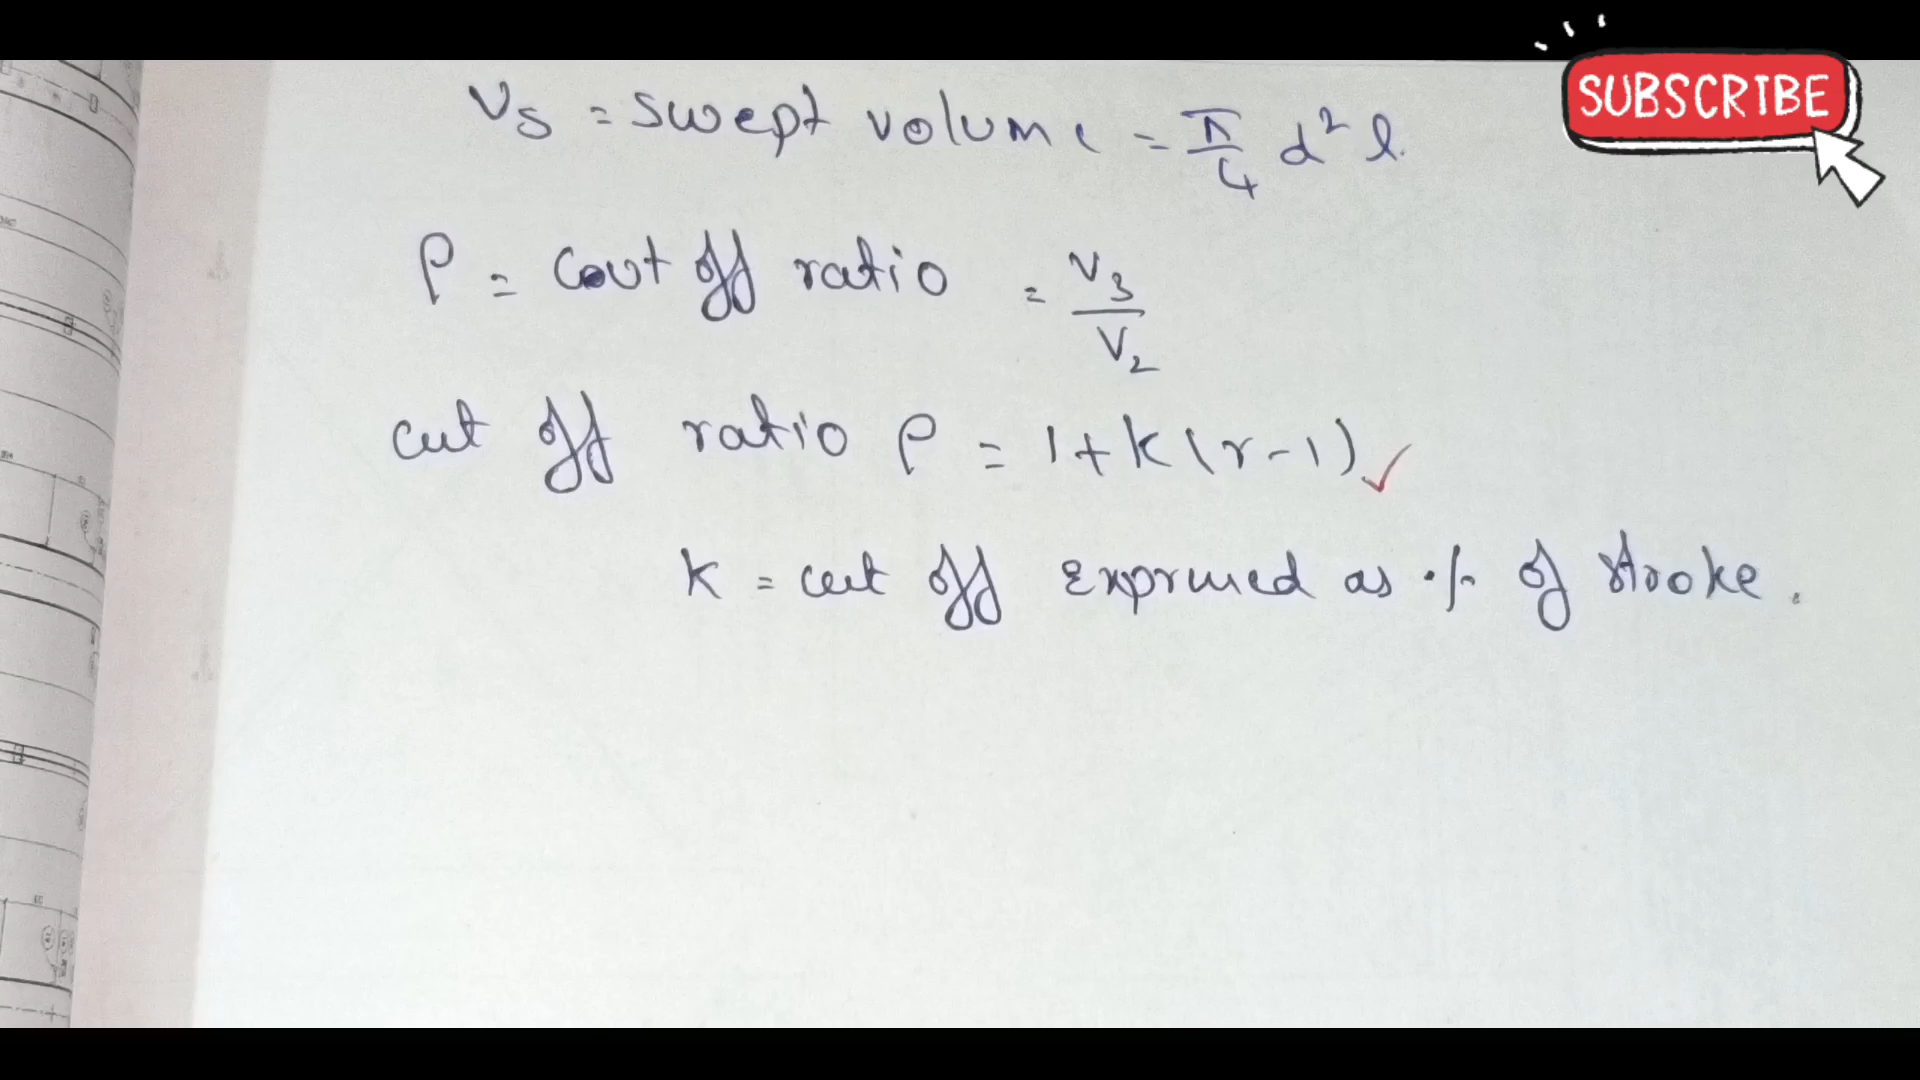 SUBSCRIBE
Vs = swept volume = π/4 d² l.
ρ = Cout off ratio = V3/V2
cut off ratio ρ = 1+k(r-1) ✓
k = cut off expressed as % of stroke.